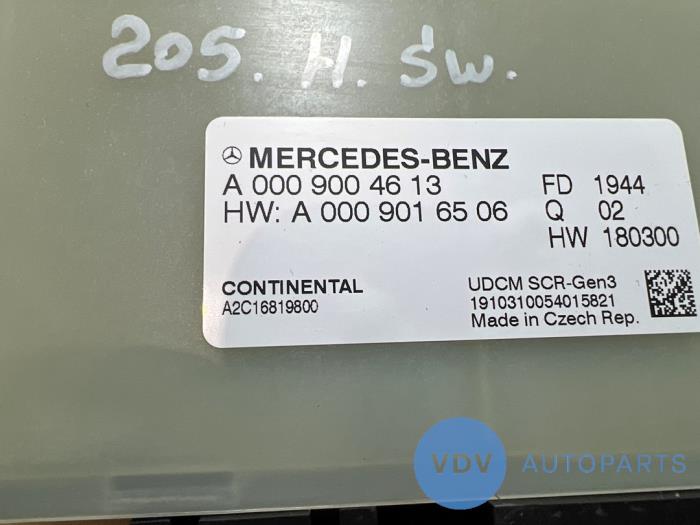 205. H. SW.
MERCEDES-BENZ
A 000 900 46 13 FD 1944
HW: A 000 901 65 06 Q 02
HW 180300
CONTINENTAL UDCM SCR-Gen3
A2C16819800 1910310054015821
Made in Czech Rep.
VDV AUTOPARTS